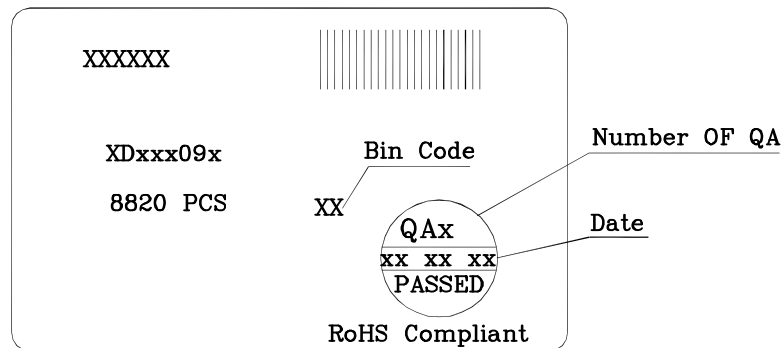 XXXXXX
Number OF QA
XDxxx09x
Bin Code
8820 PCS
XX
QAx
Date
xx xx xx
PASSED
RoHS Compliant